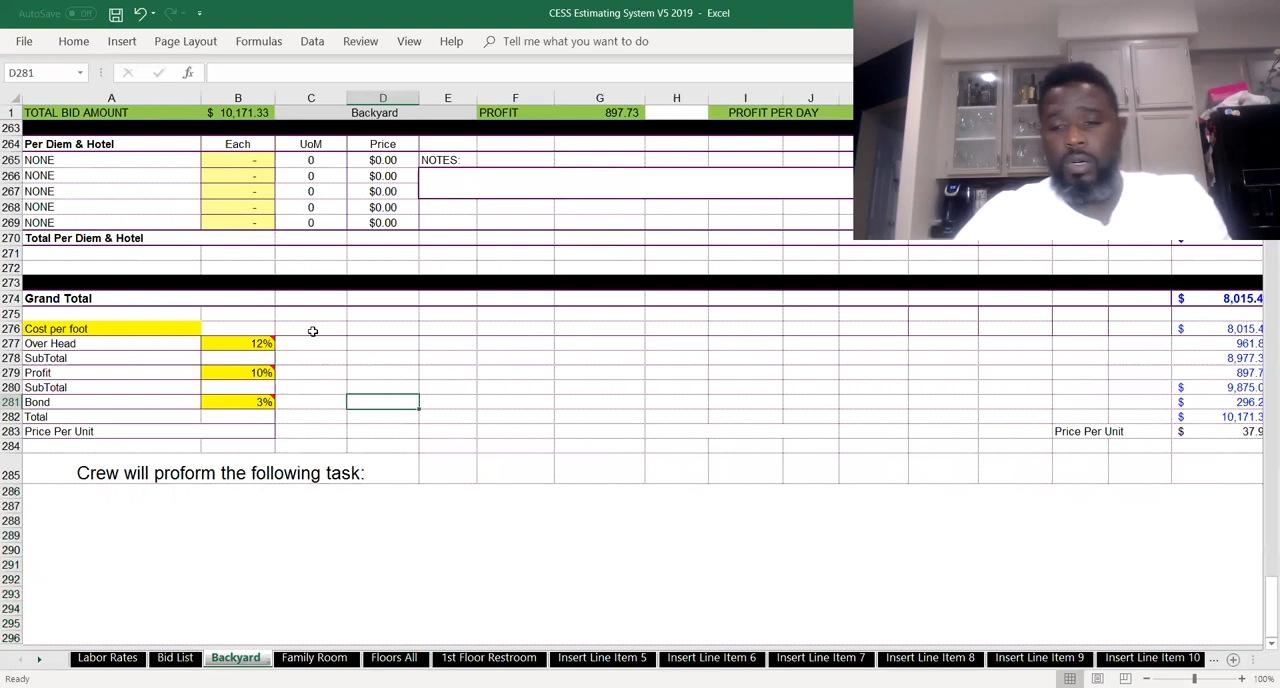 AutoSave Off CESS Estimating System V5 2019 - Excel
File Home Insert Page Layout Formulas Data Review View Help Tell me what you want to do
D281 fx
A B C D E F G H I J
1 TOTAL BID AMOUNT $ 10,171.33 Backyard PROFIT 897.73 PROFIT PER DAY
263
264 Per Diem & Hotel Each UoM Price
265 NONE - 0 $0.00 NOTES:
266 NONE - 0 $0.00
267 NONE - 0 $0.00
268 NONE - 0 $0.00
269 NONE - 0 $0.00
270 Total Per Diem & Hotel
271
272
273
274 Grand Total $ 8,015.4
275
276 Cost per foot $ 8,015.4
277 Over Head 12% 961.8
278 SubTotal 8,977.3
279 Profit 10% 897.7
280 SubTotal $ 9,875.0
281 Bond 3% 296.2
282 Total $ 10,171.3
283 Price Per Unit Price Per Unit $ 37.9
284
285 Crew will proform the following task:
286
287
288
289
290
291
292
293
294
295
296
Labor Rates Bid List Backyard Family Room Floors All 1st Floor Restroom Insert Line Item 5 Insert Line Item 6 Insert Line Item 7 Insert Line Item 8 Insert Line Item 9 Insert Line Item 10 ...
Ready 100%